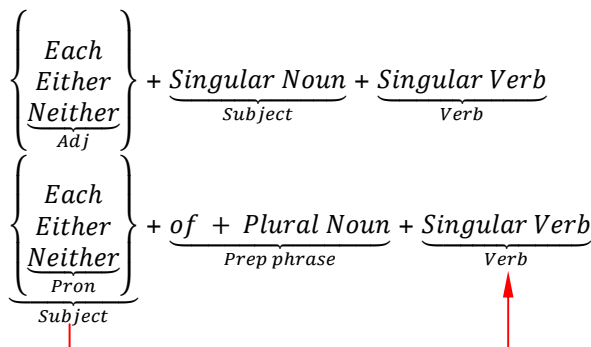 Each
Either
Neither
Adj
+ Singular Noun + Singular Verb
Subject Verb
Each
Either
Neither
Pron
Subject
+ of + Plural Noun + Singular Verb
Prep phrase Verb